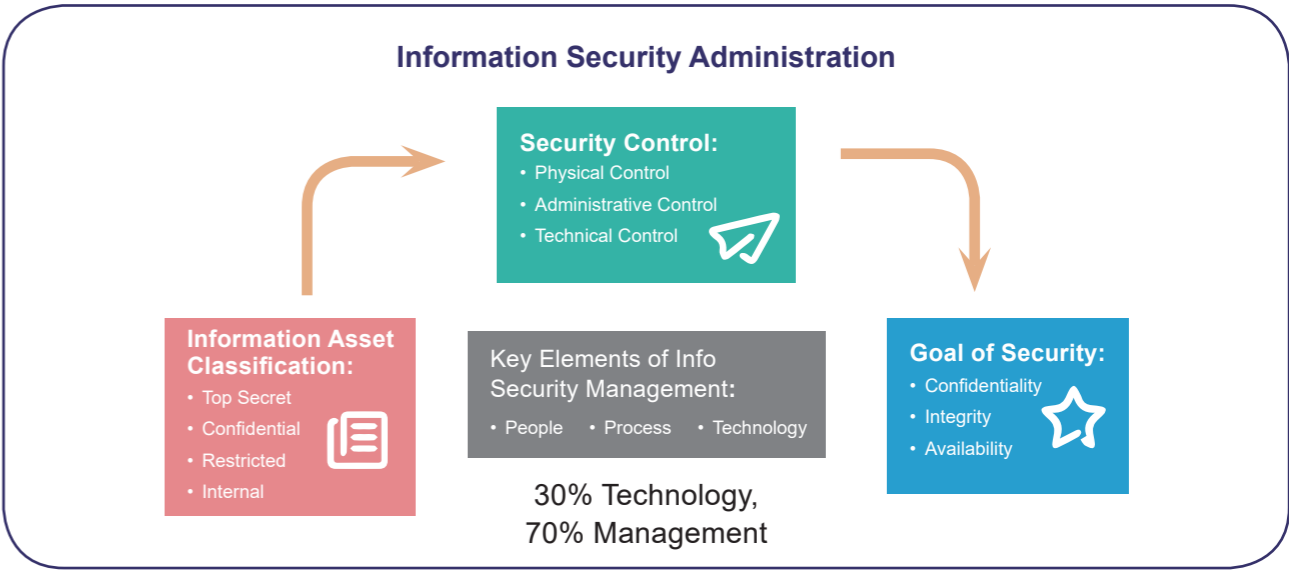 Information Security Administration
Security Control:
• Physical Control
• Administrative Control
• Technical Control
Information Asset
Classification:
• Top Secret
• Confidential
• Restricted
• Internal
Key Elements of Info
Security Management:
• People • Process • Technology
30% Technology,
70% Management
Goal of Security:
• Confidentiality
• Integrity
• Availability